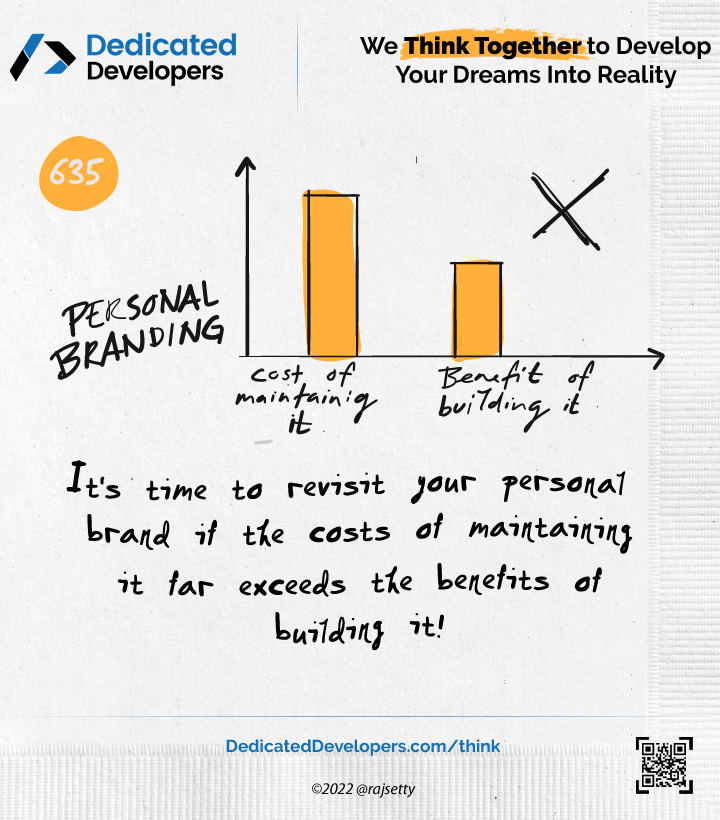 Dedicated
Developers
We Think Together to Develop
Your Dreams Into Reality
635
PERSONAL
BRANDING
cost of
maintainig
it
Benefit of
building it
It's time to revisit your personal
brand if the costs of maintaining
it far exceeds the benefits of
building it!
DedicatedDevelopers.com/think
©2022 @rajsetty